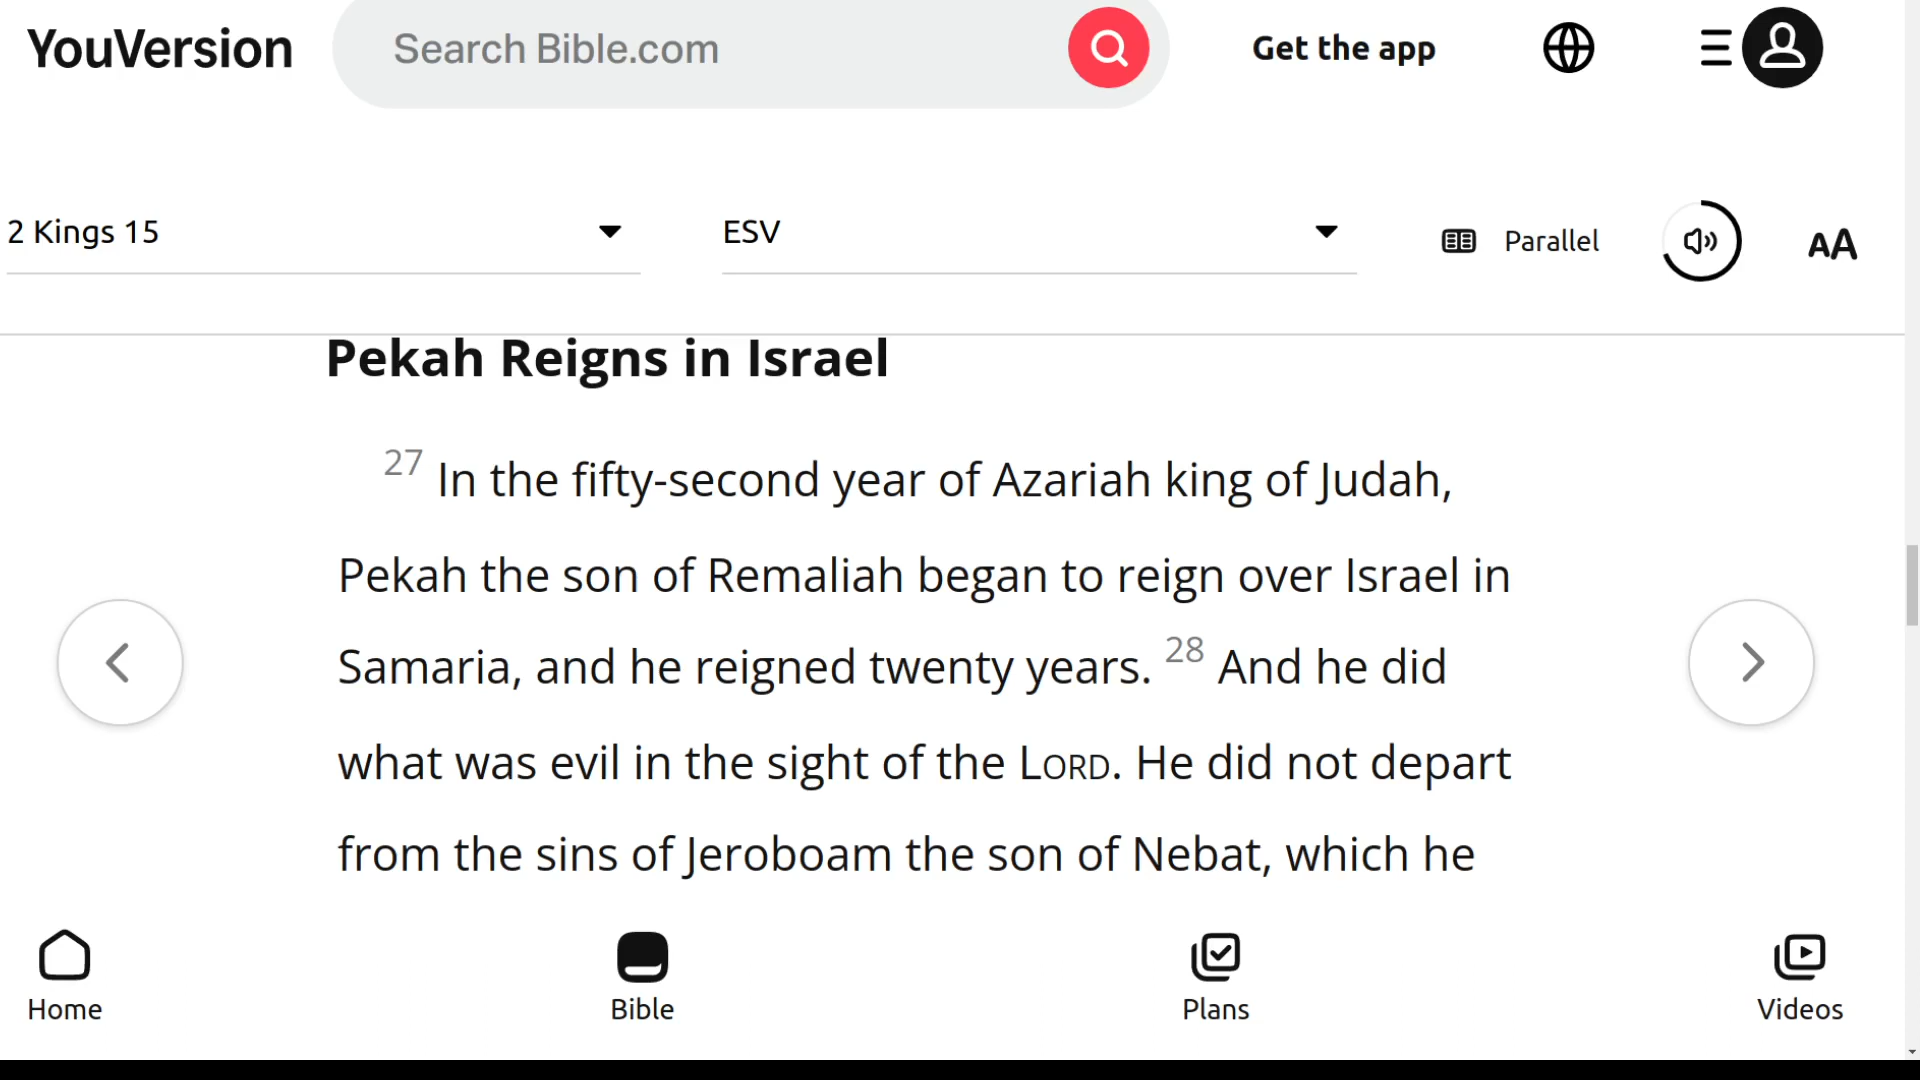 YouVersion
Search Bible.com
Get the app
2 Kings 15
ESV
Parallel
AA
Pekah Reigns in Israel
27 In the fifty-second year of Azariah king of Judah,
Pekah the son of Remaliah began to reign over Israel in
Samaria, and he reigned twenty years. 28 And he did
what was evil in the sight of the LORD. He did not depart
from the sins of Jeroboam the son of Nebat, which he
Home
Bible
Plans
Videos